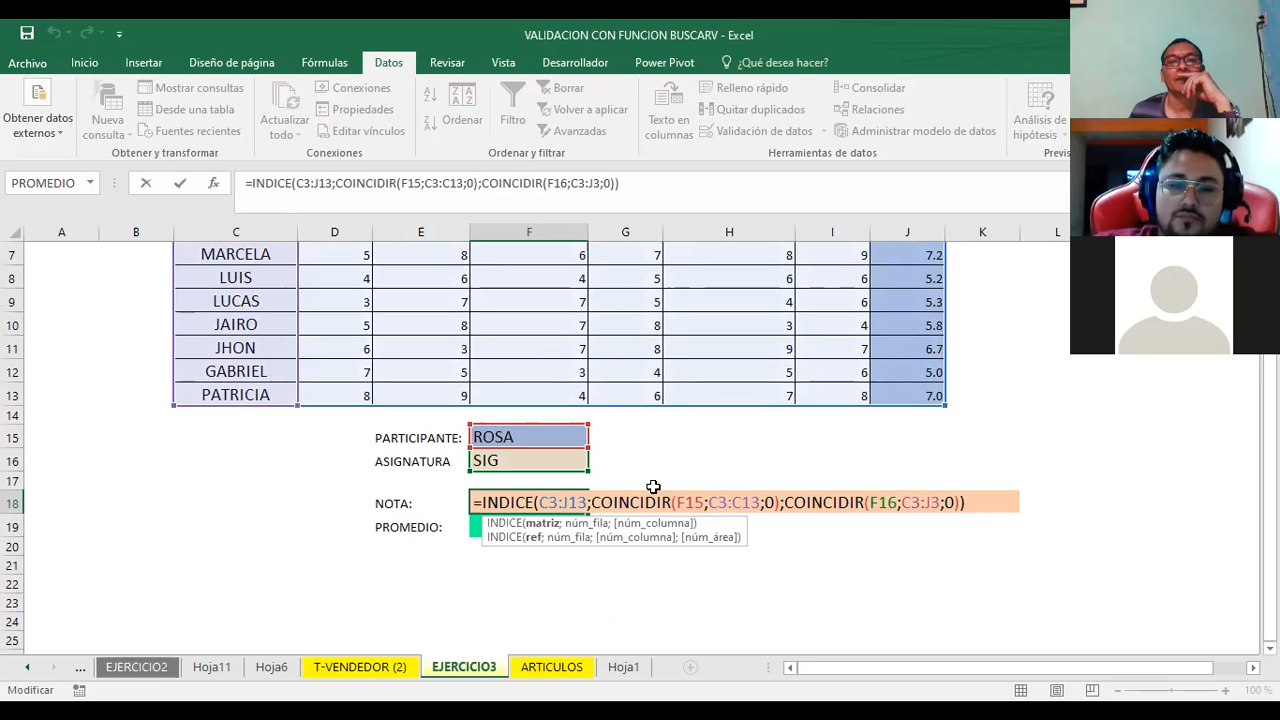 VALIDACION CON FUNCION BUSCARV - Excel
Archivo Inicio Insertar Diseño de página Fórmulas Datos Revisar Vista Desarrollador Power Pivot ¿Qué desea hacer?
Obtener datos externos
Nueva consulta
Mostrar consultas
Desde una tabla
Fuentes recientes
Obtener y transformar
Actualizar todo
Conexiones
Propiedades
Editar vínculos
Conexiones
Ordenar
Filtro
Borrar
Volver a aplicar
Avanzadas
Ordenar y filtrar
Texto en columnas
Relleno rápido
Quitar duplicados
Validación de datos
Consolidar
Relaciones
Administrar modelo de datos
Herramientas de datos
Análisis de hipótesis
Previs
PROMEDIO
=INDICE(C3:J13;COINCIDIR(F15;C3:C13;0);COINCIDIR(F16;C3:J3;0))
A B C D E F G H I J K L
7 MARCELA 5 8 6 7 8 9 7.2
8 LUIS 4 6 4 5 6 6 5.2
9 LUCAS 3 7 7 5 4 6 5.3
10 JAIRO 5 8 7 8 3 4 5.8
11 JHON 6 3 7 8 9 7 6.7
12 GABRIEL 7 5 3 4 5 6 5.0
13 PATRICIA 8 9 4 6 7 8 7.0
14
15 PARTICIPANTE: ROSA
16 ASIGNATURA SIG
17
18 NOTA: =INDICE(C3:J13;COINCIDIR(F15;C3:C13;0);COINCIDIR(F16;C3:J3;0))
INDICE(matriz; núm_fila; [núm_columna])
19 PROMEDIO:
INDICE(ref; núm_fila; [núm_columna]; [núm_área])
20
21
22
23
24
25
... EJERCICIO2 Hoja11 Hoja6 T-VENDEDOR (2) EJERCICIO3 ARTICULOS Hoja1
Modificar
100 %